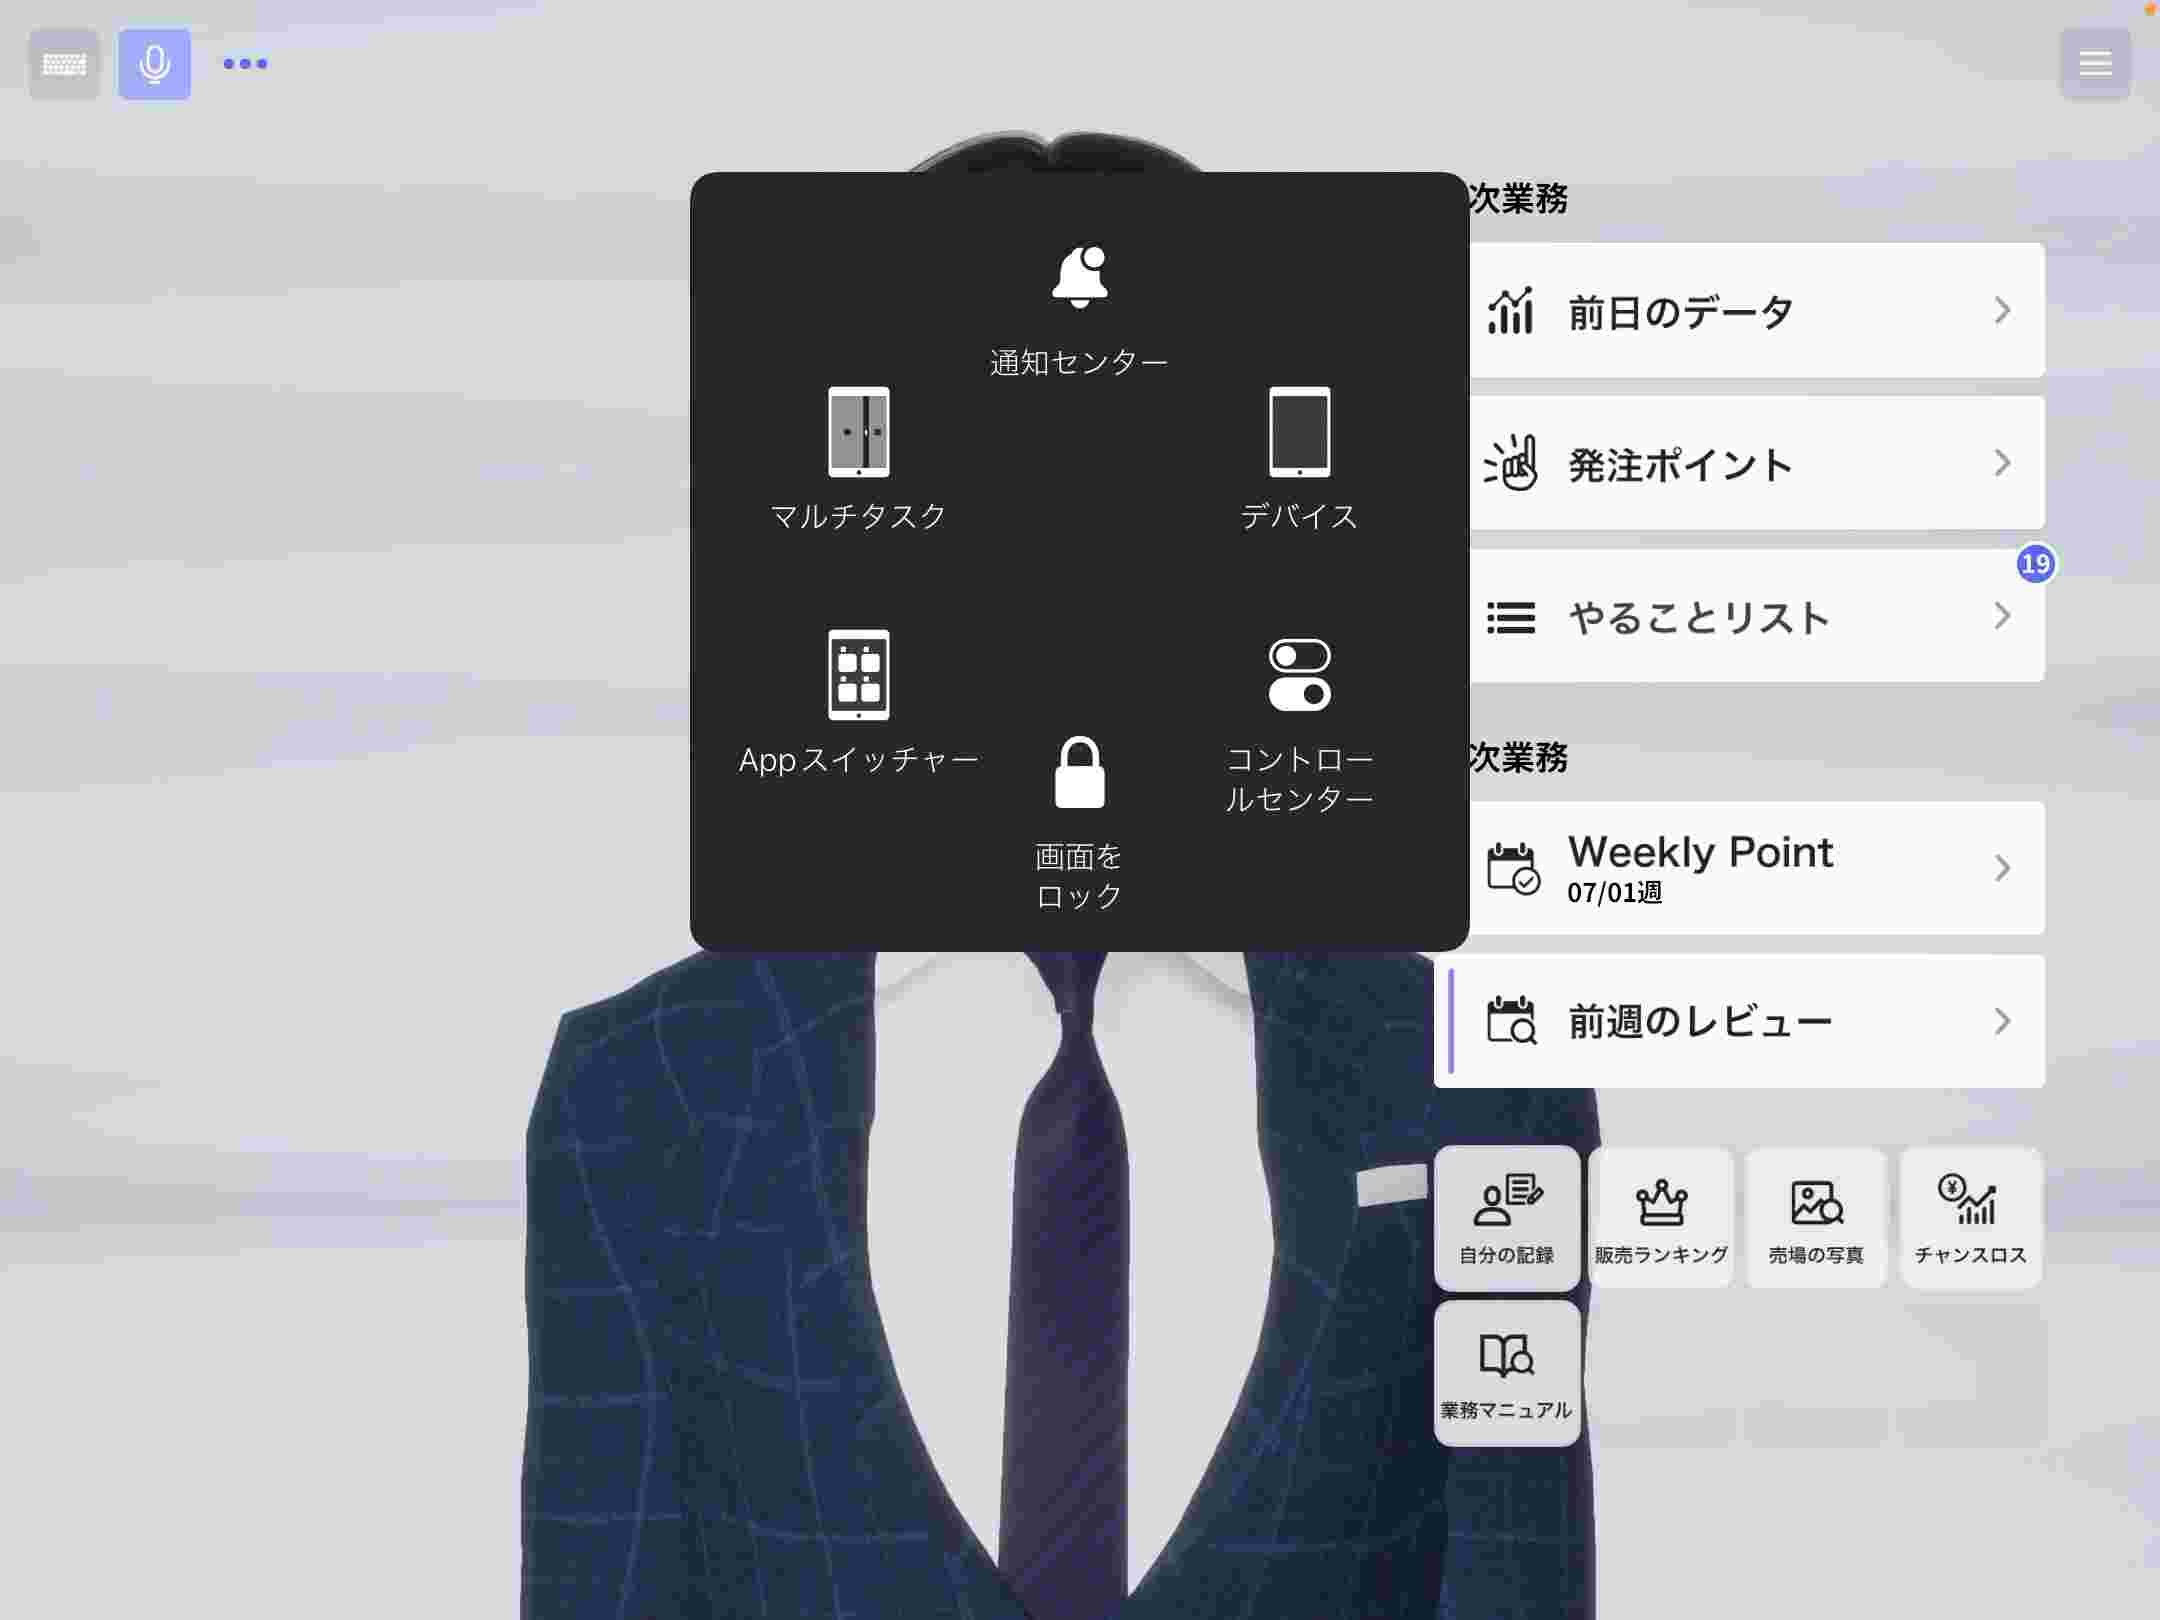 通知センター
マルチタスク
デバイス
Appスイッチャー
コントロー
ルセンター
画面を
ロック
次業務
前日のデータ
発注ポイント
19
やることリスト
次業務
Weekly Point
07/01週
前週のレビュー
自分の記録
販売ランキング
売場の写真
チャンスロス
業務マニュアル